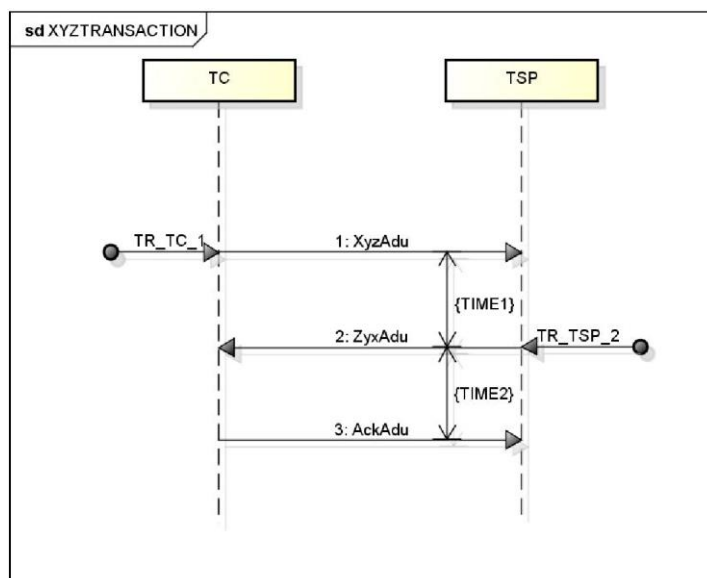 sd XYZTRANSACTION
TC
TSP
TR_TC_1
1: XyzAdu
{TIME1}
2: ZyxAdu
TR_TSP_2
{TIME2}
3: AckAdu